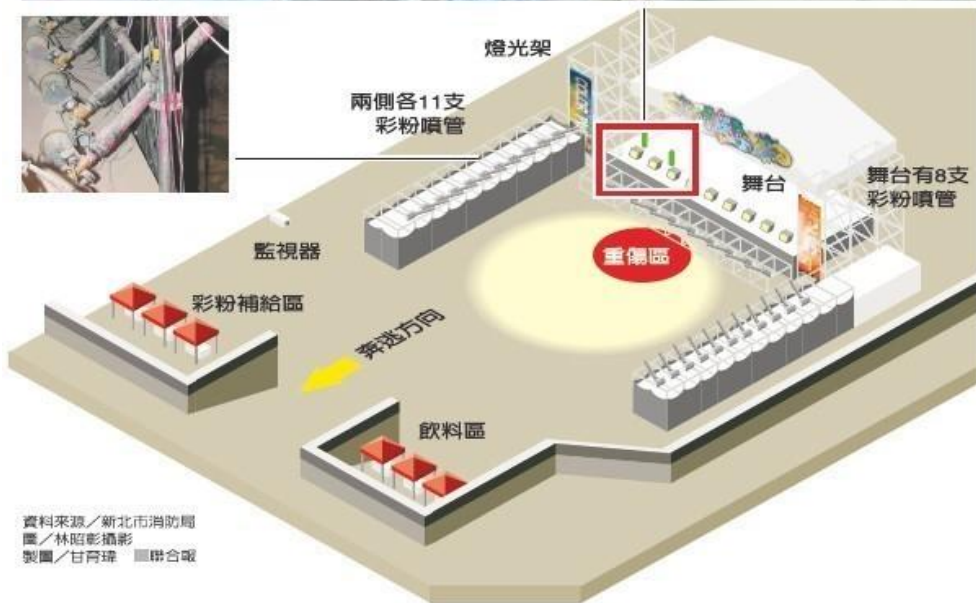 燈光架
兩側各11支
彩粉噴管
舞台
舞台有8支
彩粉噴管
重傷區
監視器
彩粉補給區
奔逃方向
飲料區
資料來源／新北市消防局
圖／林昭彰攝影
製圖／甘育瑋 聯合報